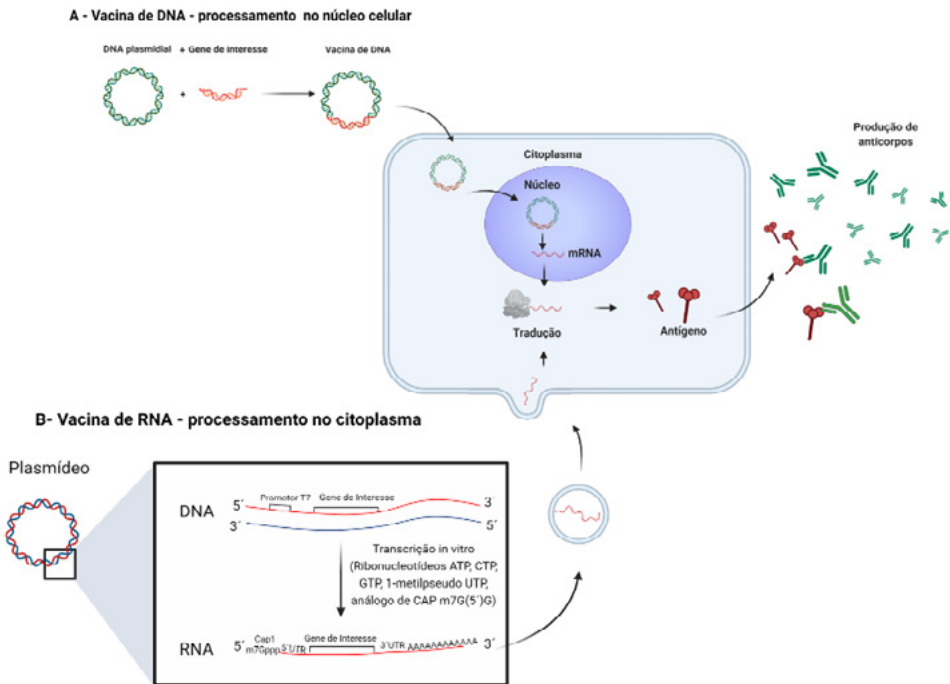 A - Vacina de DNA - processamento no núcleo celular
DNA plasmidial + Gene de Interesse
Vacina de DNA
+
Citoplasma
Núcleo
mRNA
Tradução
Antígeno
Produção de
anticorpos
B- Vacina de RNA - processamento no citoplasma
Plasmídeo
DNA
5´
Promotor T7
Gene de Interesse
3´
3´
5´
Transcrição in vitro
(Ribonucleotídeos ATP, CTP,
GTP, 1-metilpseudo UTP,
análogo de CAP m7G(5´)G)
RNA
5´
Cap1
m7Gppp
5´UTR
Gene de Interesse
3´UTR
AAAAAAAAAAA
3´